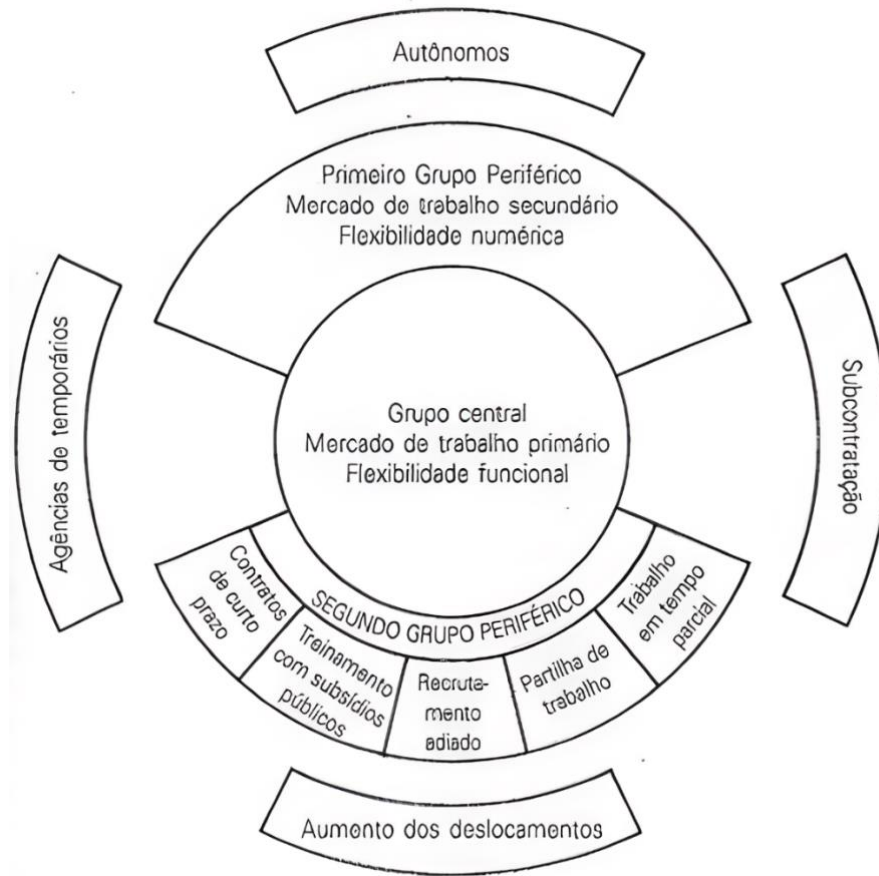 Autônomos
Primeiro Grupo Periférico
Mercado de trabalho secundário
Flexibilidade numérica
Agências de temporários
Subcontratação
Grupo central
Mercado de trabalho primário
Flexibilidade funcional
SEGUNDO GRUPO PERIFÉRICO
Contratos
de curto
prazo
Treinamento
com subsídios
públicos
Recruta-
mento
adiado
Partilha de
trabalho
Trabalho
em tempo
parcial
Aumento dos deslocamentos